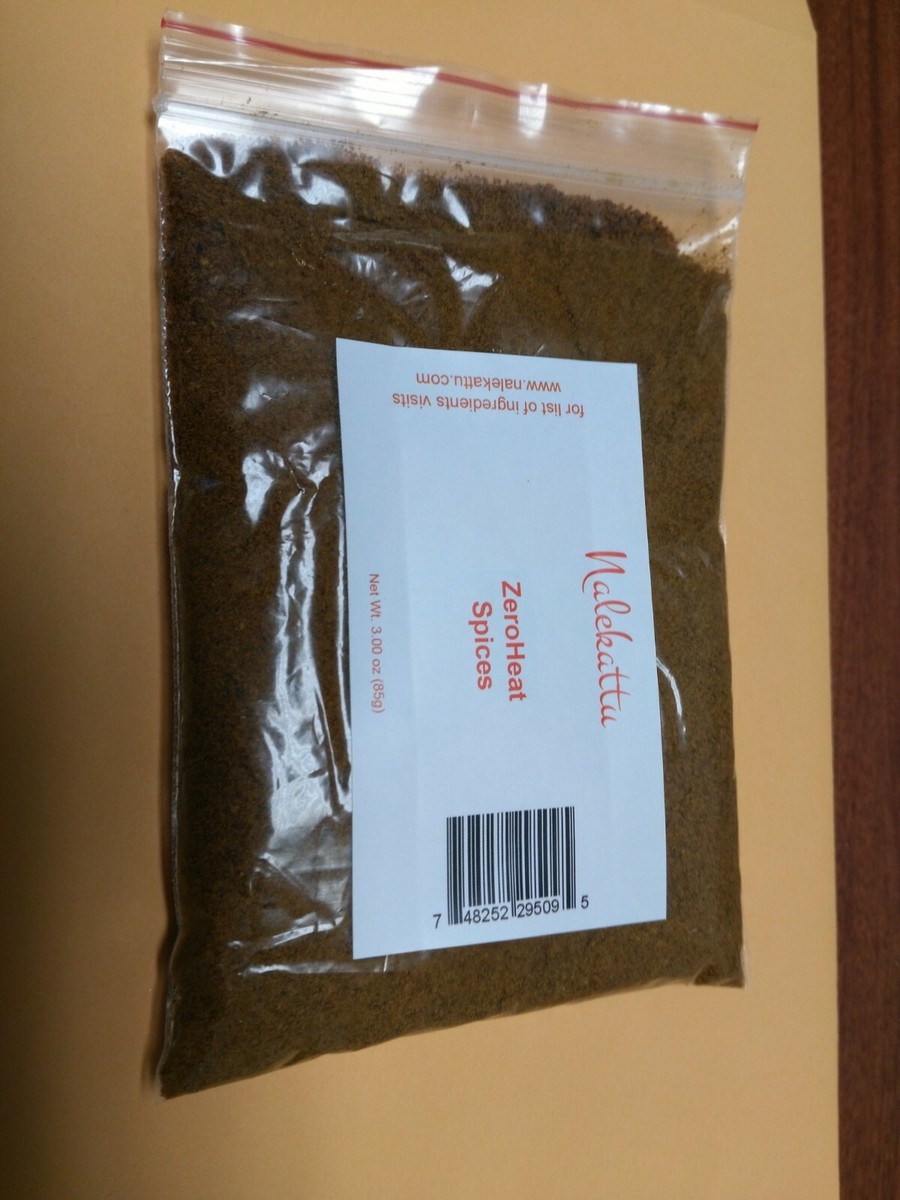 Nalekattu
ZeroHeat
Spices
Net Wt. 3.00 oz (85g)
for list of ingredients visits
www.nalekattu.com
7 48252 29509 5